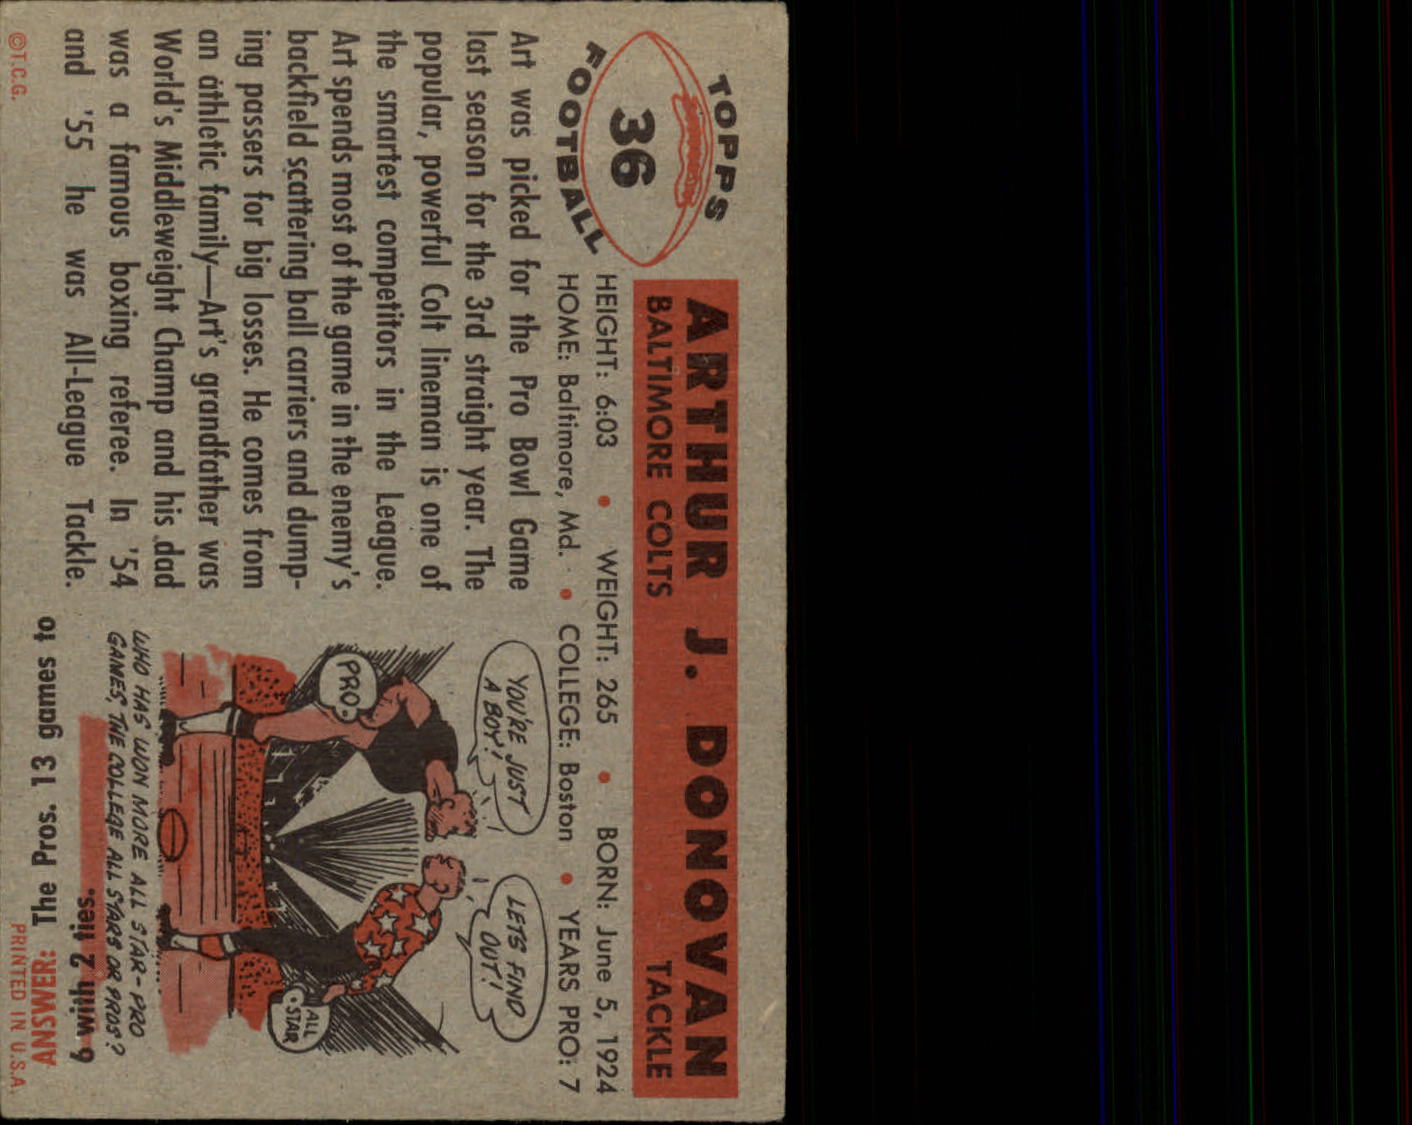 TOPPS
36
FOOTBALL
ARTHUR J. DONOVAN
BALTIMORE COLTS TACKLE
HEIGHT: 6:03 • WEIGHT: 265 • BORN: June 5, 1924
HOME: Baltimore, Md. • COLLEGE: Boston • YEARS PRO: 7
Art was picked for the Pro Bowl Game
last season for the 3rd straight year. The
popular, powerful Colt lineman is one of
the smartest competitors in the League.
Art spends most of the game in the enemy's
backfield scattering ball carriers and dump-
ing passers for big losses. He comes from
an athletic family—Art's grandfather was
World's Middleweight Champ and his dad
was a famous boxing referee. In '54
and '55 he was All-League Tackle.
YOU'RE JUST
A BOY!
LETS FIND
OUT!
PRO.
ALL
STAR
WHO HAS WON MORE ALL STAR-PRO
GAMES, THE COLLEGE ALL STARS OR PROS?
ANSWER: The Pros. 13 games to
6 with 2 ties.
©T.C.G.
PRINTED IN U.S.A.